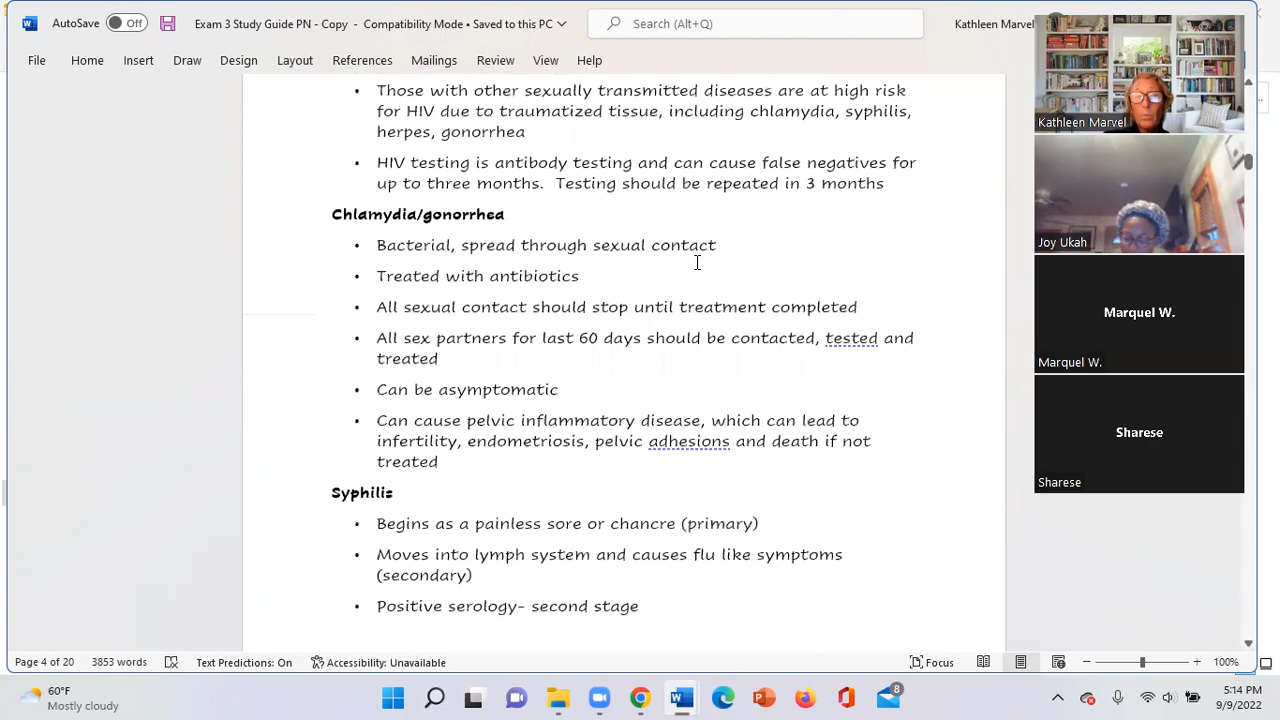 AutoSave Off Exam 3 Study Guide PN - Copy - Compatibility Mode • Saved to this PC Search (Alt+Q) Kathleen Marvel
File Home Insert Draw Design Layout References Mailings Review View Help
• Those with other sexually transmitted diseases are at high risk
for HIV due to traumatized tissue, including chlamydia, syphilis,
herpes, gonorrhea
• HIV testing is antibody testing and can cause false negatives for
up to three months. Testing should be repeated in 3 months
Chlamydia/gonorrhea
• Bacterial, spread through sexual contact
• Treated with antibiotics
• All sexual contact should stop until treatment completed
• All sex partners for last 60 days should be contacted, tested and
treated
• Can be asymptomatic
• Can cause pelvic inflammatory disease, which can lead to
infertility, endometriosis, pelvic adhesions and death if not
treated
Syphilis
• Begins as a painless sore or chancre (primary)
• Moves into lymph system and causes flu like symptoms
(secondary)
• Positive serology- second stage
Kathleen Marvel
Joy Ukah
Marquel W.
Marquel W.
Sharese
Sharese
Page 4 of 20 3853 words Text Predictions: On Accessibility: Unavailable Focus 100%
60°F
Mostly cloudy
8
5:14 PM
9/9/2022